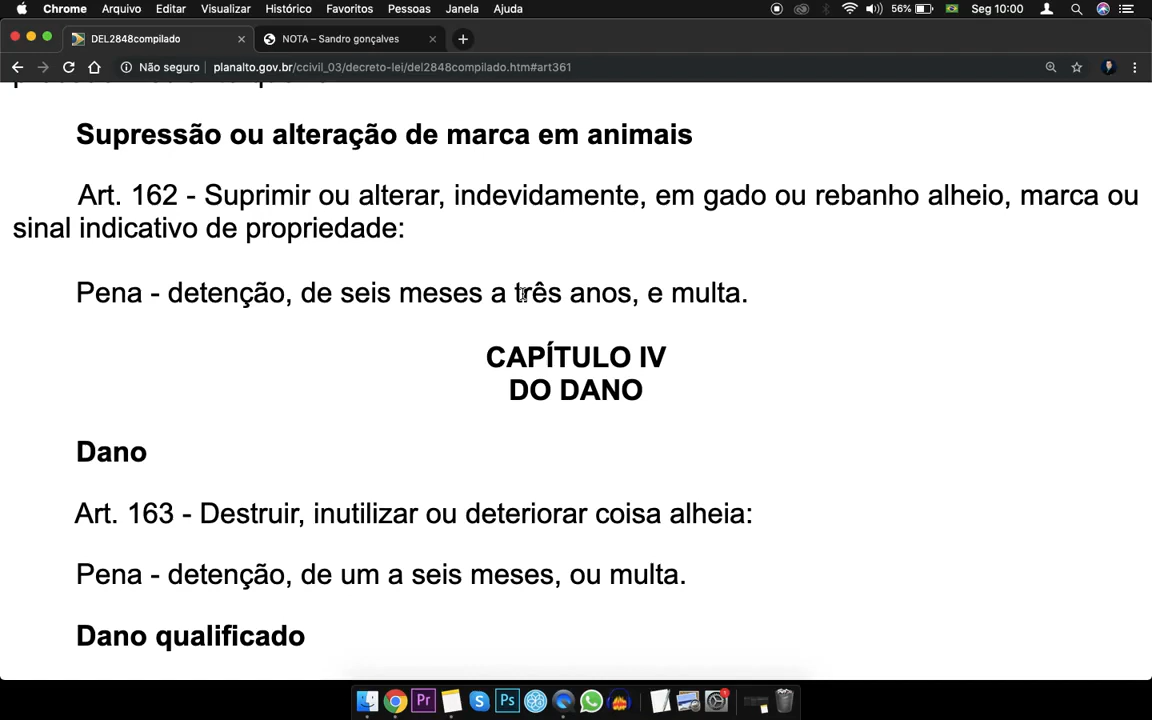 Chrome Arquivo Editar Visualizar Histórico Favoritos Pessoas Janela Ajuda 56% Seg 10:00
DEL2848compilado NOTA – Sandro gonçalves
Não seguro planalto.gov.br/ccivil_03/decreto-lei/del2848compilado.htm#art361
Supressão ou alteração de marca em animais
Art. 162 - Suprimir ou alterar, indevidamente, em gado ou rebanho alheio, marca ou
sinal indicativo de propriedade:
Pena - detenção, de seis meses a três anos, e multa.
CAPÍTULO IV
DO DANO
Dano
Art. 163 - Destruir, inutilizar ou deteriorar coisa alheia:
Pena - detenção, de um a seis meses, ou multa.
Dano qualificado
Pr Ps